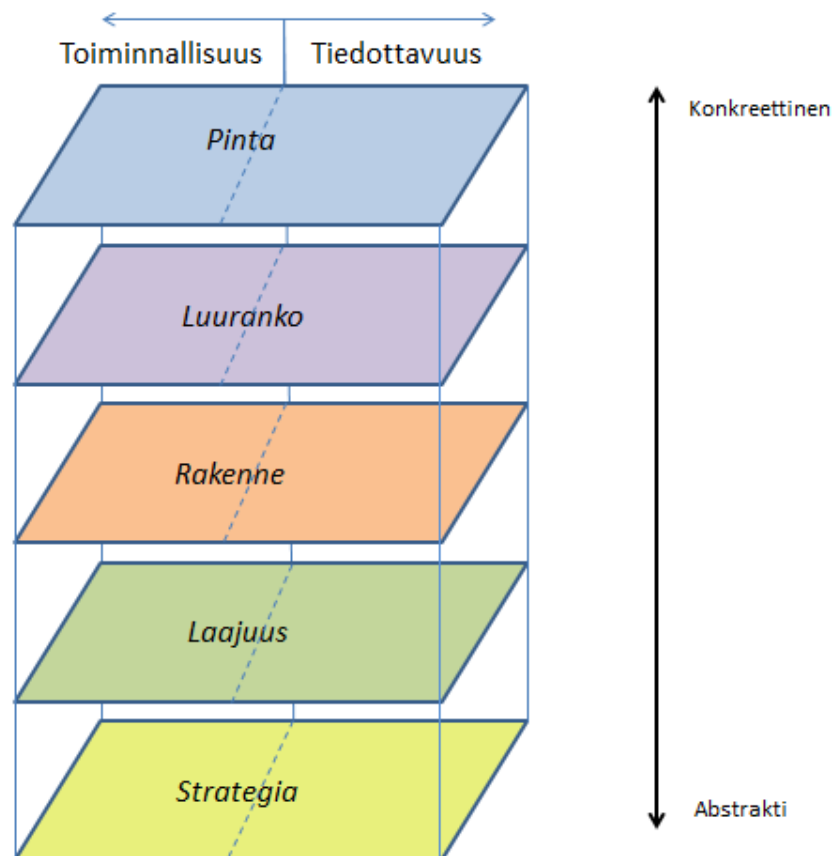 Toiminnallisuus
Tiedottavuus
Konkreettinen
Pinta
Luuranko
Rakenne
Laajuus
Strategia
Abstrakti